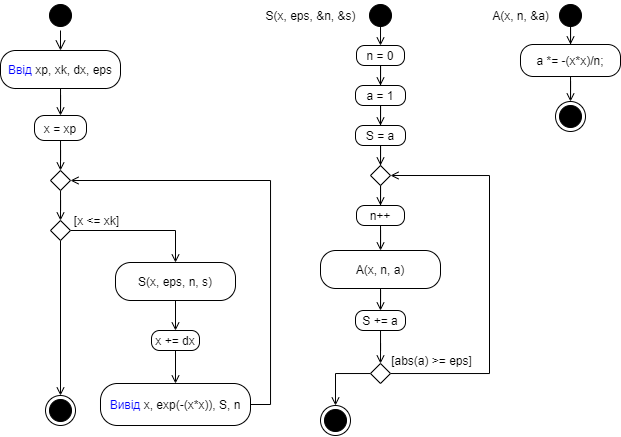 Ввід xp, xk, dx, eps
x = xp
[x <= xk]
S(x, eps, n, s)
x += dx
Вивід x, exp(-(x*x)), S, n
S(x, eps, &n, &s)
n = 0
a = 1
S = a
n++
A(x, n, a)
S += a
[abs(a) >= eps]
A(x, n, &a)
a *= -(x*x)/n;